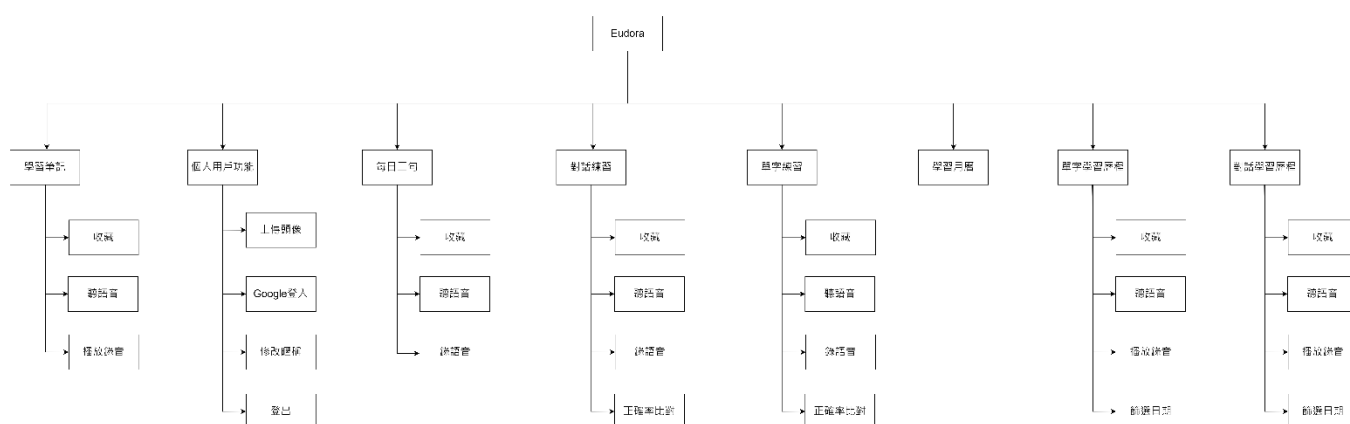 Eudora
學習筆記
個人用戶功能
每日三句
對話練習
單字練習
學習月曆
單字學習歷程
對話學習歷程
收藏
上傳頭像
收藏
收藏
收藏
收藏
收藏
聽語音
Google登入
聽語音
聽語音
聽語音
聽語音
聽語音
播放錄音
修改暱稱
錄語音
錄語音
錄語音
播放錄音
播放錄音
登出
正確率比對
正確率比對
篩選日期
篩選日期